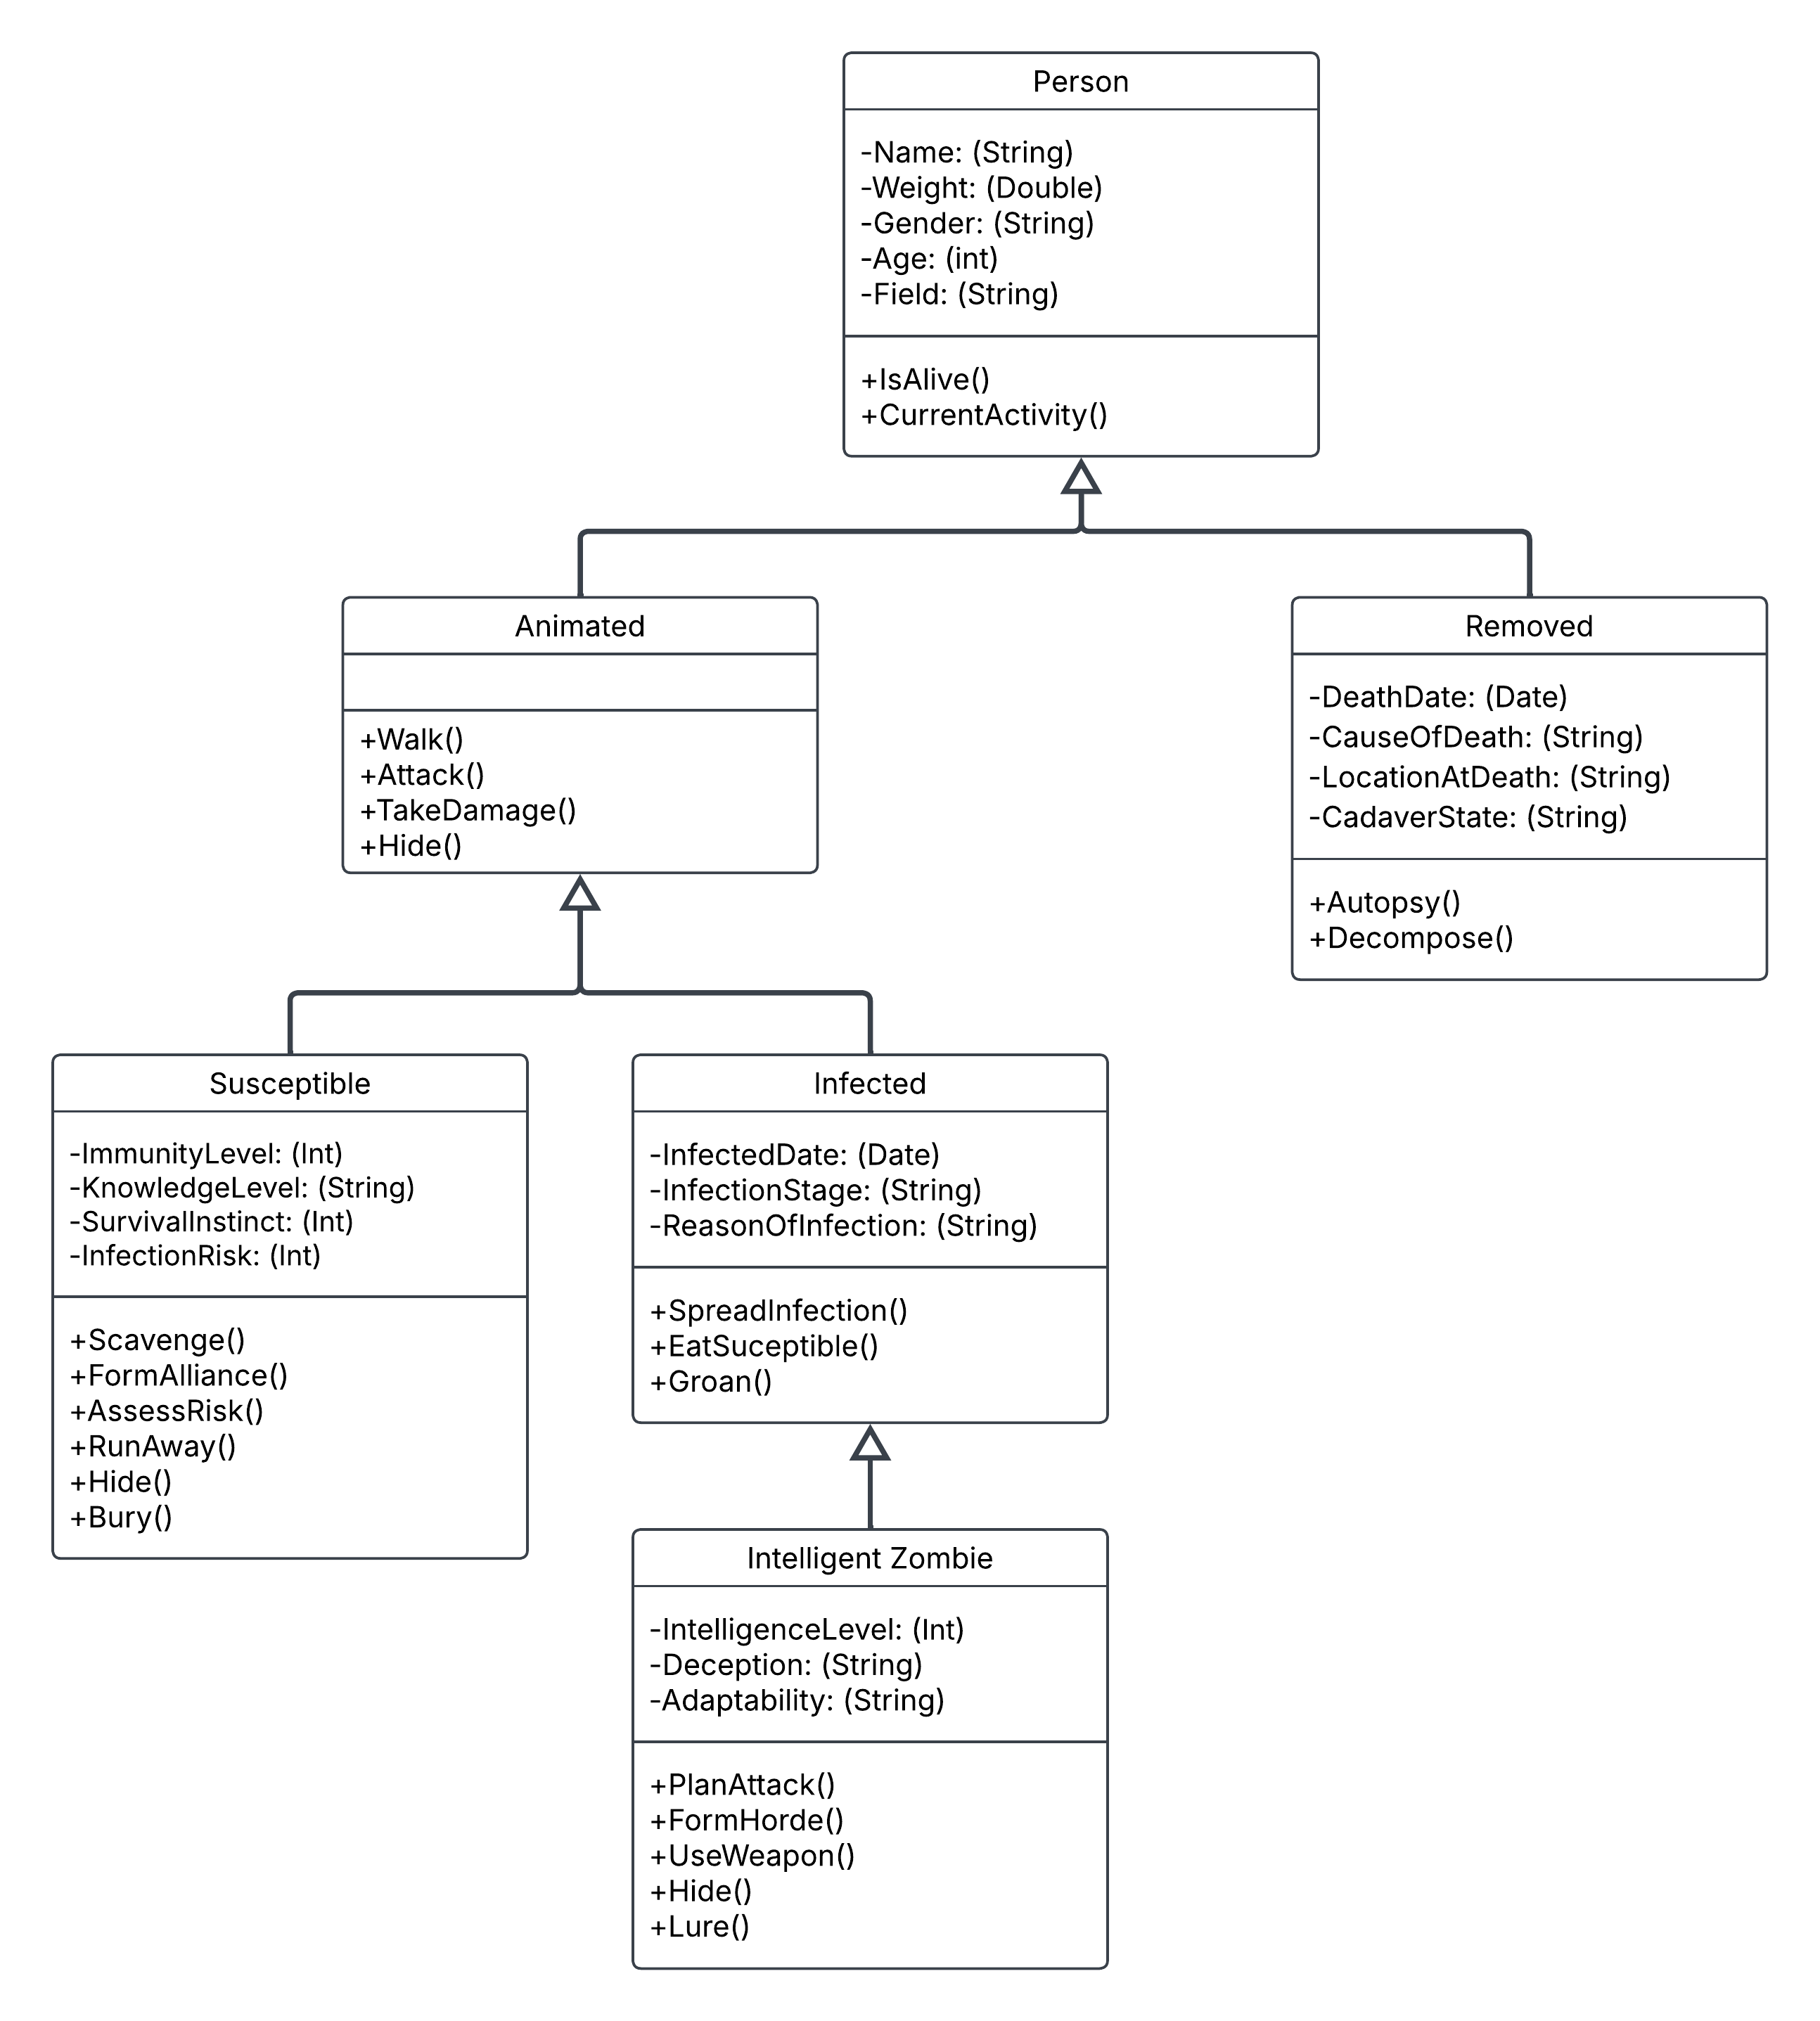 Person
-Name: (String)
-Weight: (Double)
-Gender: (String)
-Age: (int)
-Field: (String)
+IsAlive()
+CurrentActivity()
Animated
+Walk()
+Attack()
+TakeDamage()
+Hide()
Removed
-DeathDate: (Date)
-CauseOfDeath: (String)
-LocationAtDeath: (String)
-CadaverState: (String)
+Autopsy()
+Decompose()
Susceptible
-ImmunityLevel: (Int)
-KnowledgeLevel: (String)
-SurvivalInstinct: (Int)
-InfectionRisk: (Int)
+Scavenge()
+FormAlliance()
+AssessRisk()
+RunAway()
+Hide()
+Bury()
Infected
-InfectedDate: (Date)
-InfectionStage: (String)
-ReasonOfInfection: (String)
+SpreadInfection()
+EatSuceptible()
+Groan()
Intelligent Zombie
-IntelligenceLevel: (Int)
-Deception: (String)
-Adaptability: (String)
+PlanAttack()
+FormHorde()
+UseWeapon()
+Hide()
+Lure()